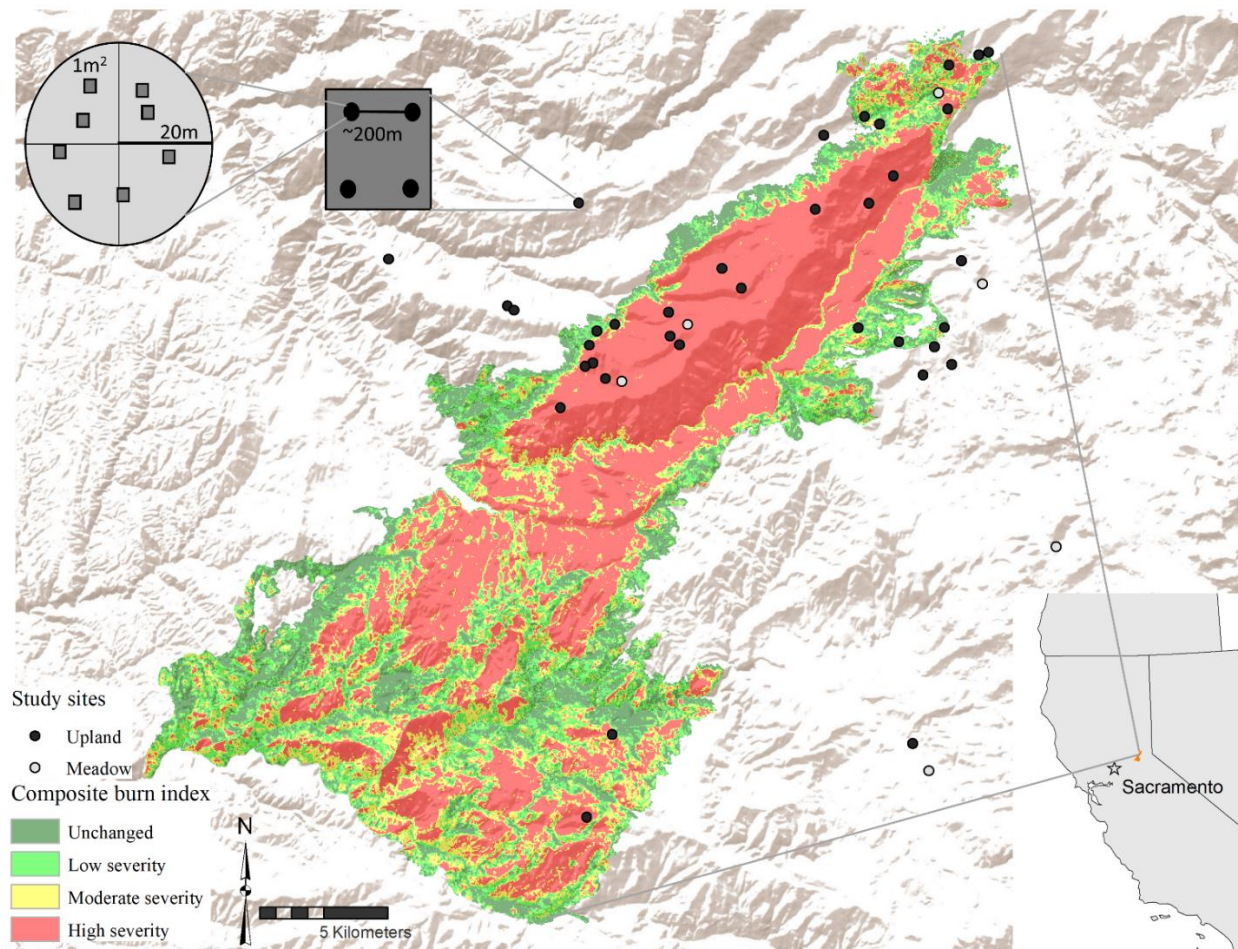 1m²
20m
~200m
Study sites
Upland
Meadow
Composite burn index
Unchanged
Low severity
Moderate severity
High severity
N
5 Kilometers
Sacramento